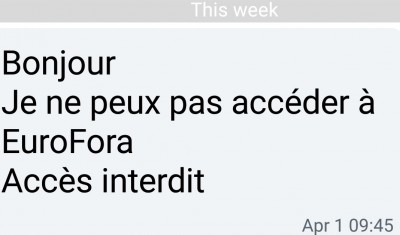 This week
Bonjour
Je ne peux pas accéder à
EuroFora
Accès interdit
Apr 1 09:45